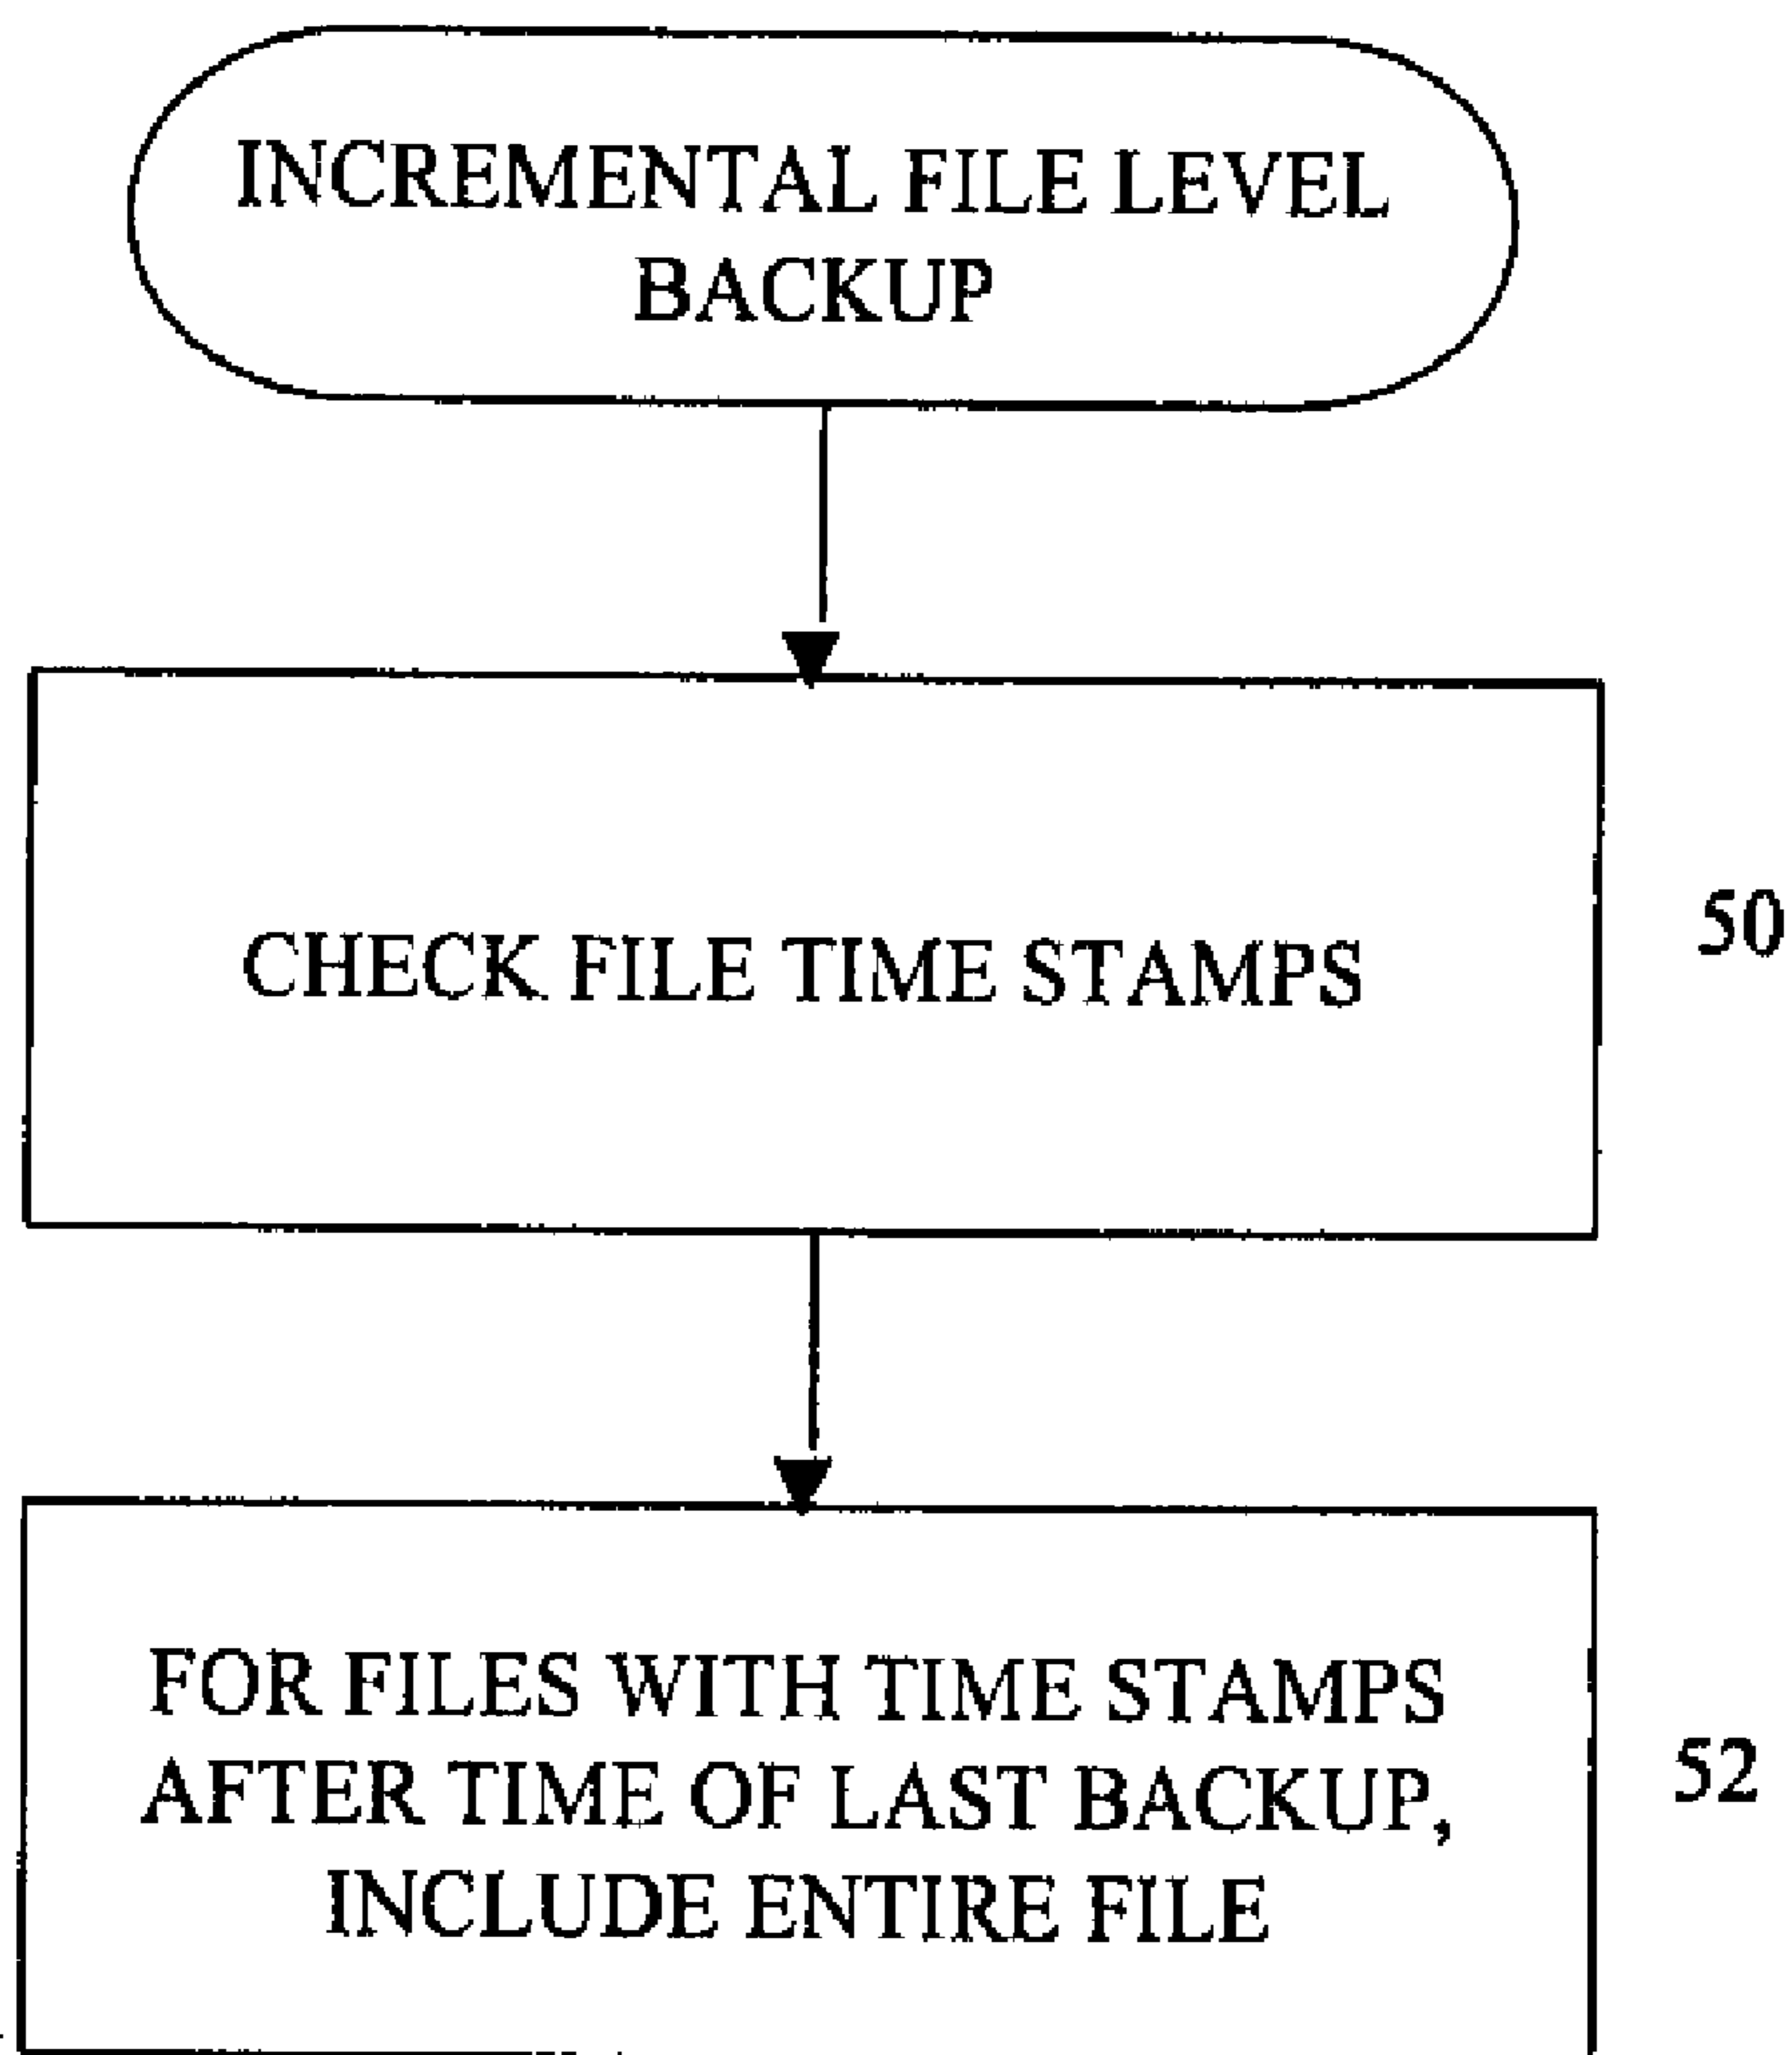 INCREMENTAL FILE LEVEL
BACKUP
CHECK FILE TIME STAMPS
50
FOR FILES WITH TIME STAMPS
AFTER TIME OF LAST BACKUP,
INCLUDE ENTIRE FILE
52